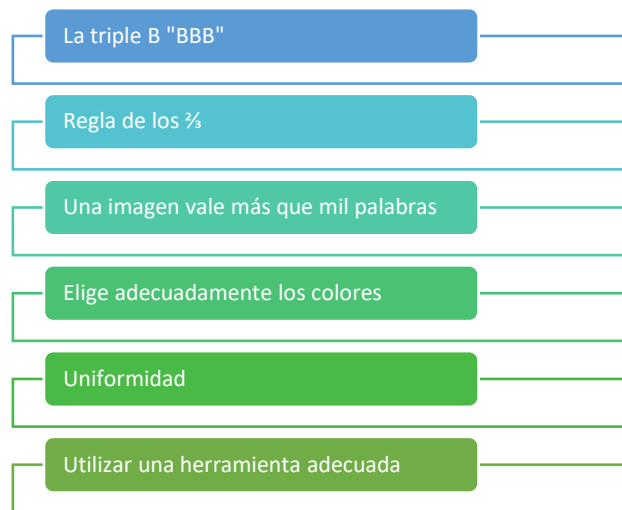 La triple B "BBB"
Regla de los ⅔
Una imagen vale más que mil palabras
Elige adecuadamente los colores
Uniformidad
Utilizar una herramienta adecuada